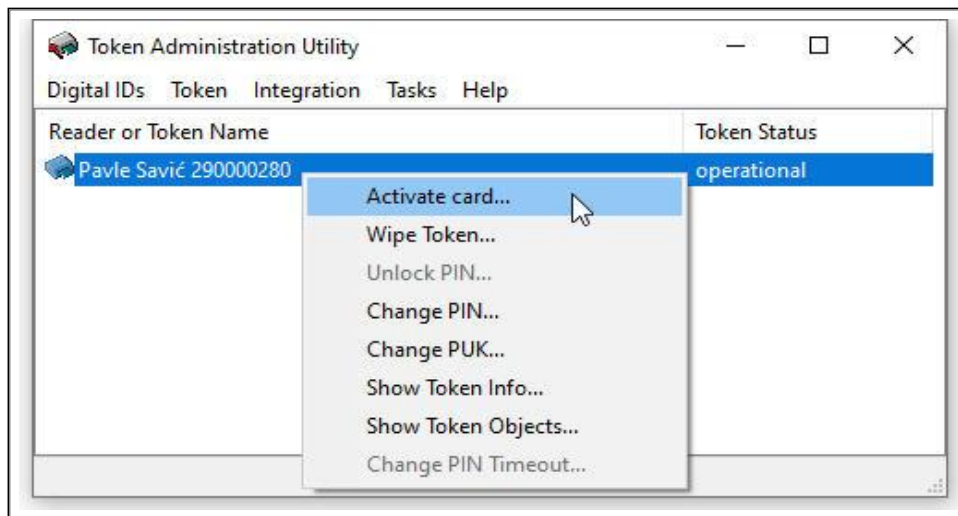 Token Administration Utility
Digital IDs Token Integration Tasks Help
Reader or Token Name Token Status
Pavle Savić 290000280 operational
Activate card...
Wipe Token...
Unlock PIN...
Change PIN...
Change PUK...
Show Token Info...
Show Token Objects...
Change PIN Timeout...